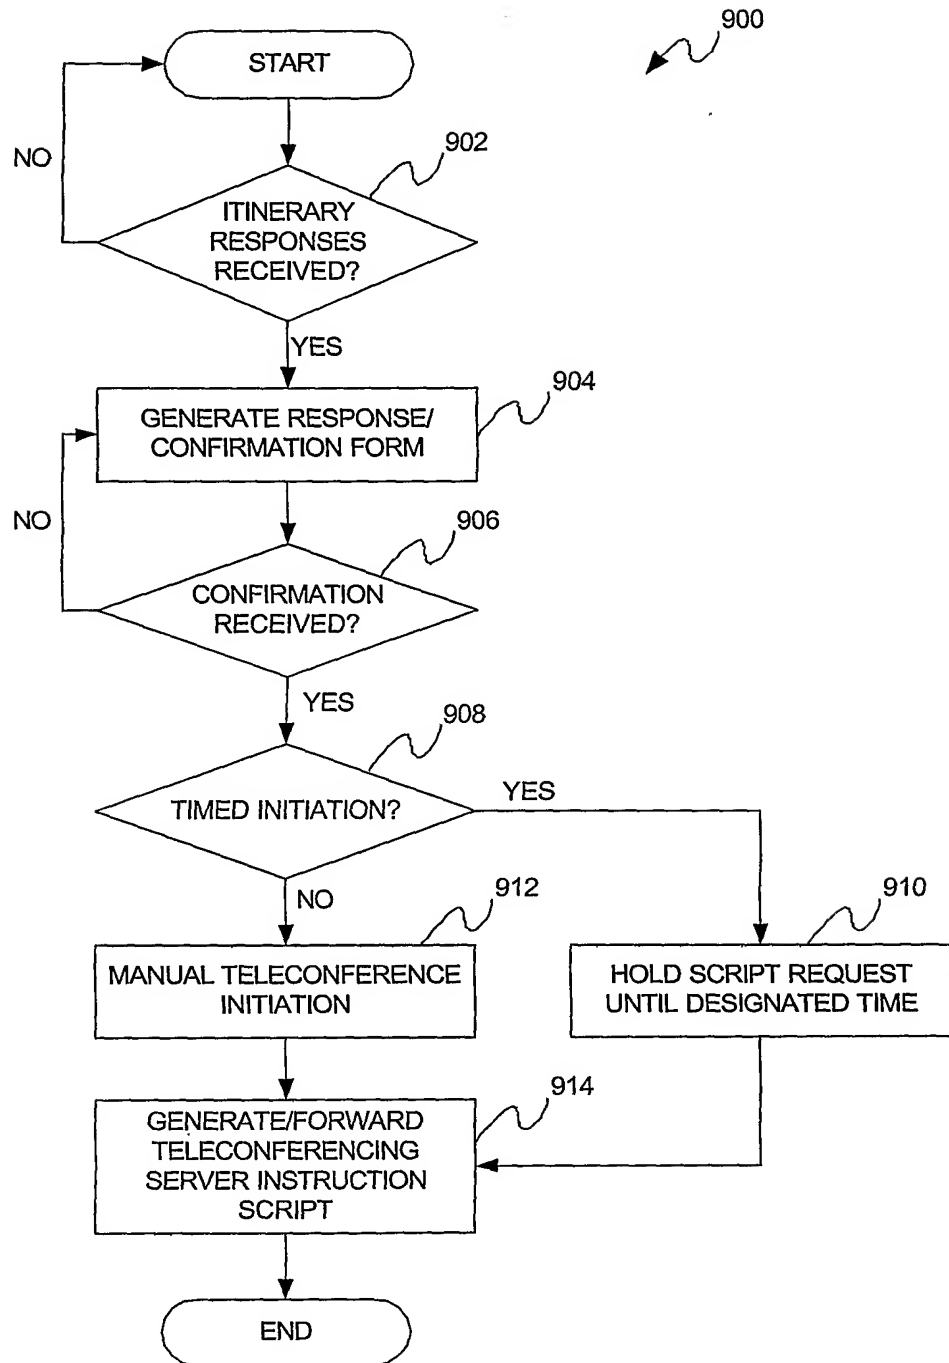 900
START
NO
902
ITINERARY
RESPONSES
RECEIVED?
YES
904
GENERATE RESPONSE/
CONFIRMATION FORM
NO
906
CONFIRMATION
RECEIVED?
YES
908
TIMED INITIATION?
YES
NO
912
910
MANUAL TELECONFERENCE
INITIATION
HOLD SCRIPT REQUEST
UNTIL DESIGNATED TIME
914
GENERATE/FORWARD
TELECONFERENCING
SERVER INSTRUCTION
SCRIPT
END